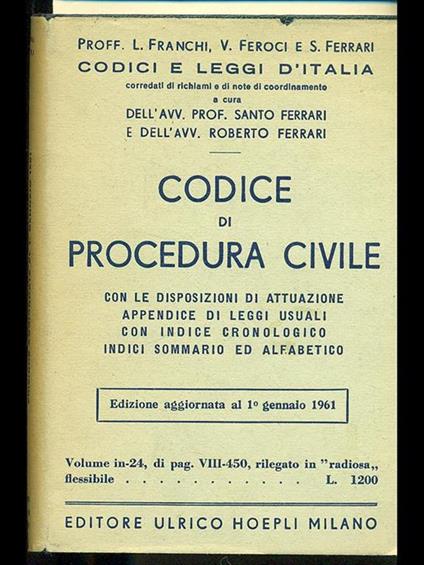 PROFF. L. FRANCHI, V. FEROCI E S. FERRARI
CODICI E LEGGI D'ITALIA
corredati di richiami e di note di coordinamento
a cura
DELL'AVV. PROF. SANTO FERRARI
E DELL'AVV. ROBERTO FERRARI
CODICE
DI
PROCEDURA CIVILE
CON LE DISPOSIZIONI DI ATTUAZIONE
APPENDICE DI LEGGI USUALI
CON INDICE CRONOLOGICO
INDICI SOMMARIO ED ALFABETICO
Edizione aggiornata al 1º gennaio 1961
Volume in-24, di pag. VIII-450, rilegato in "radiosa„
flessibile . . . . . . . . . . . L. 1200
EDITORE ULRICO HOEPLI MILANO